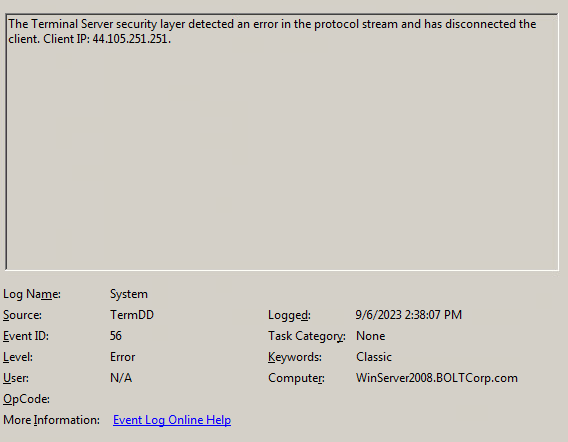 The Terminal Server security layer detected an error in the protocol stream and has disconnected the
client. Client IP: 44.105.251.251.
Log Name: System
Source: TermDD Logged: 9/6/2023 2:38:07 PM
Event ID: 56 Task Category: None
Level: Error Keywords: Classic
User: N/A Computer: WinServer2008.BOLTCorp.com
OpCode:
More Information: Event Log Online Help